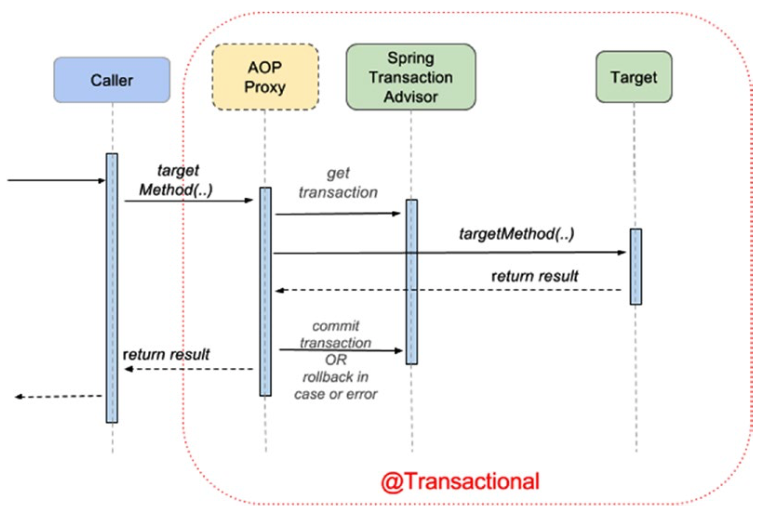 Caller
AOP
Proxy
Spring
Transaction
Advisor
Target
target
Method(..)
get
transaction
targetMethod(..)
return result
commit
transaction
OR
rollback in
case or error
return result
@Transactional